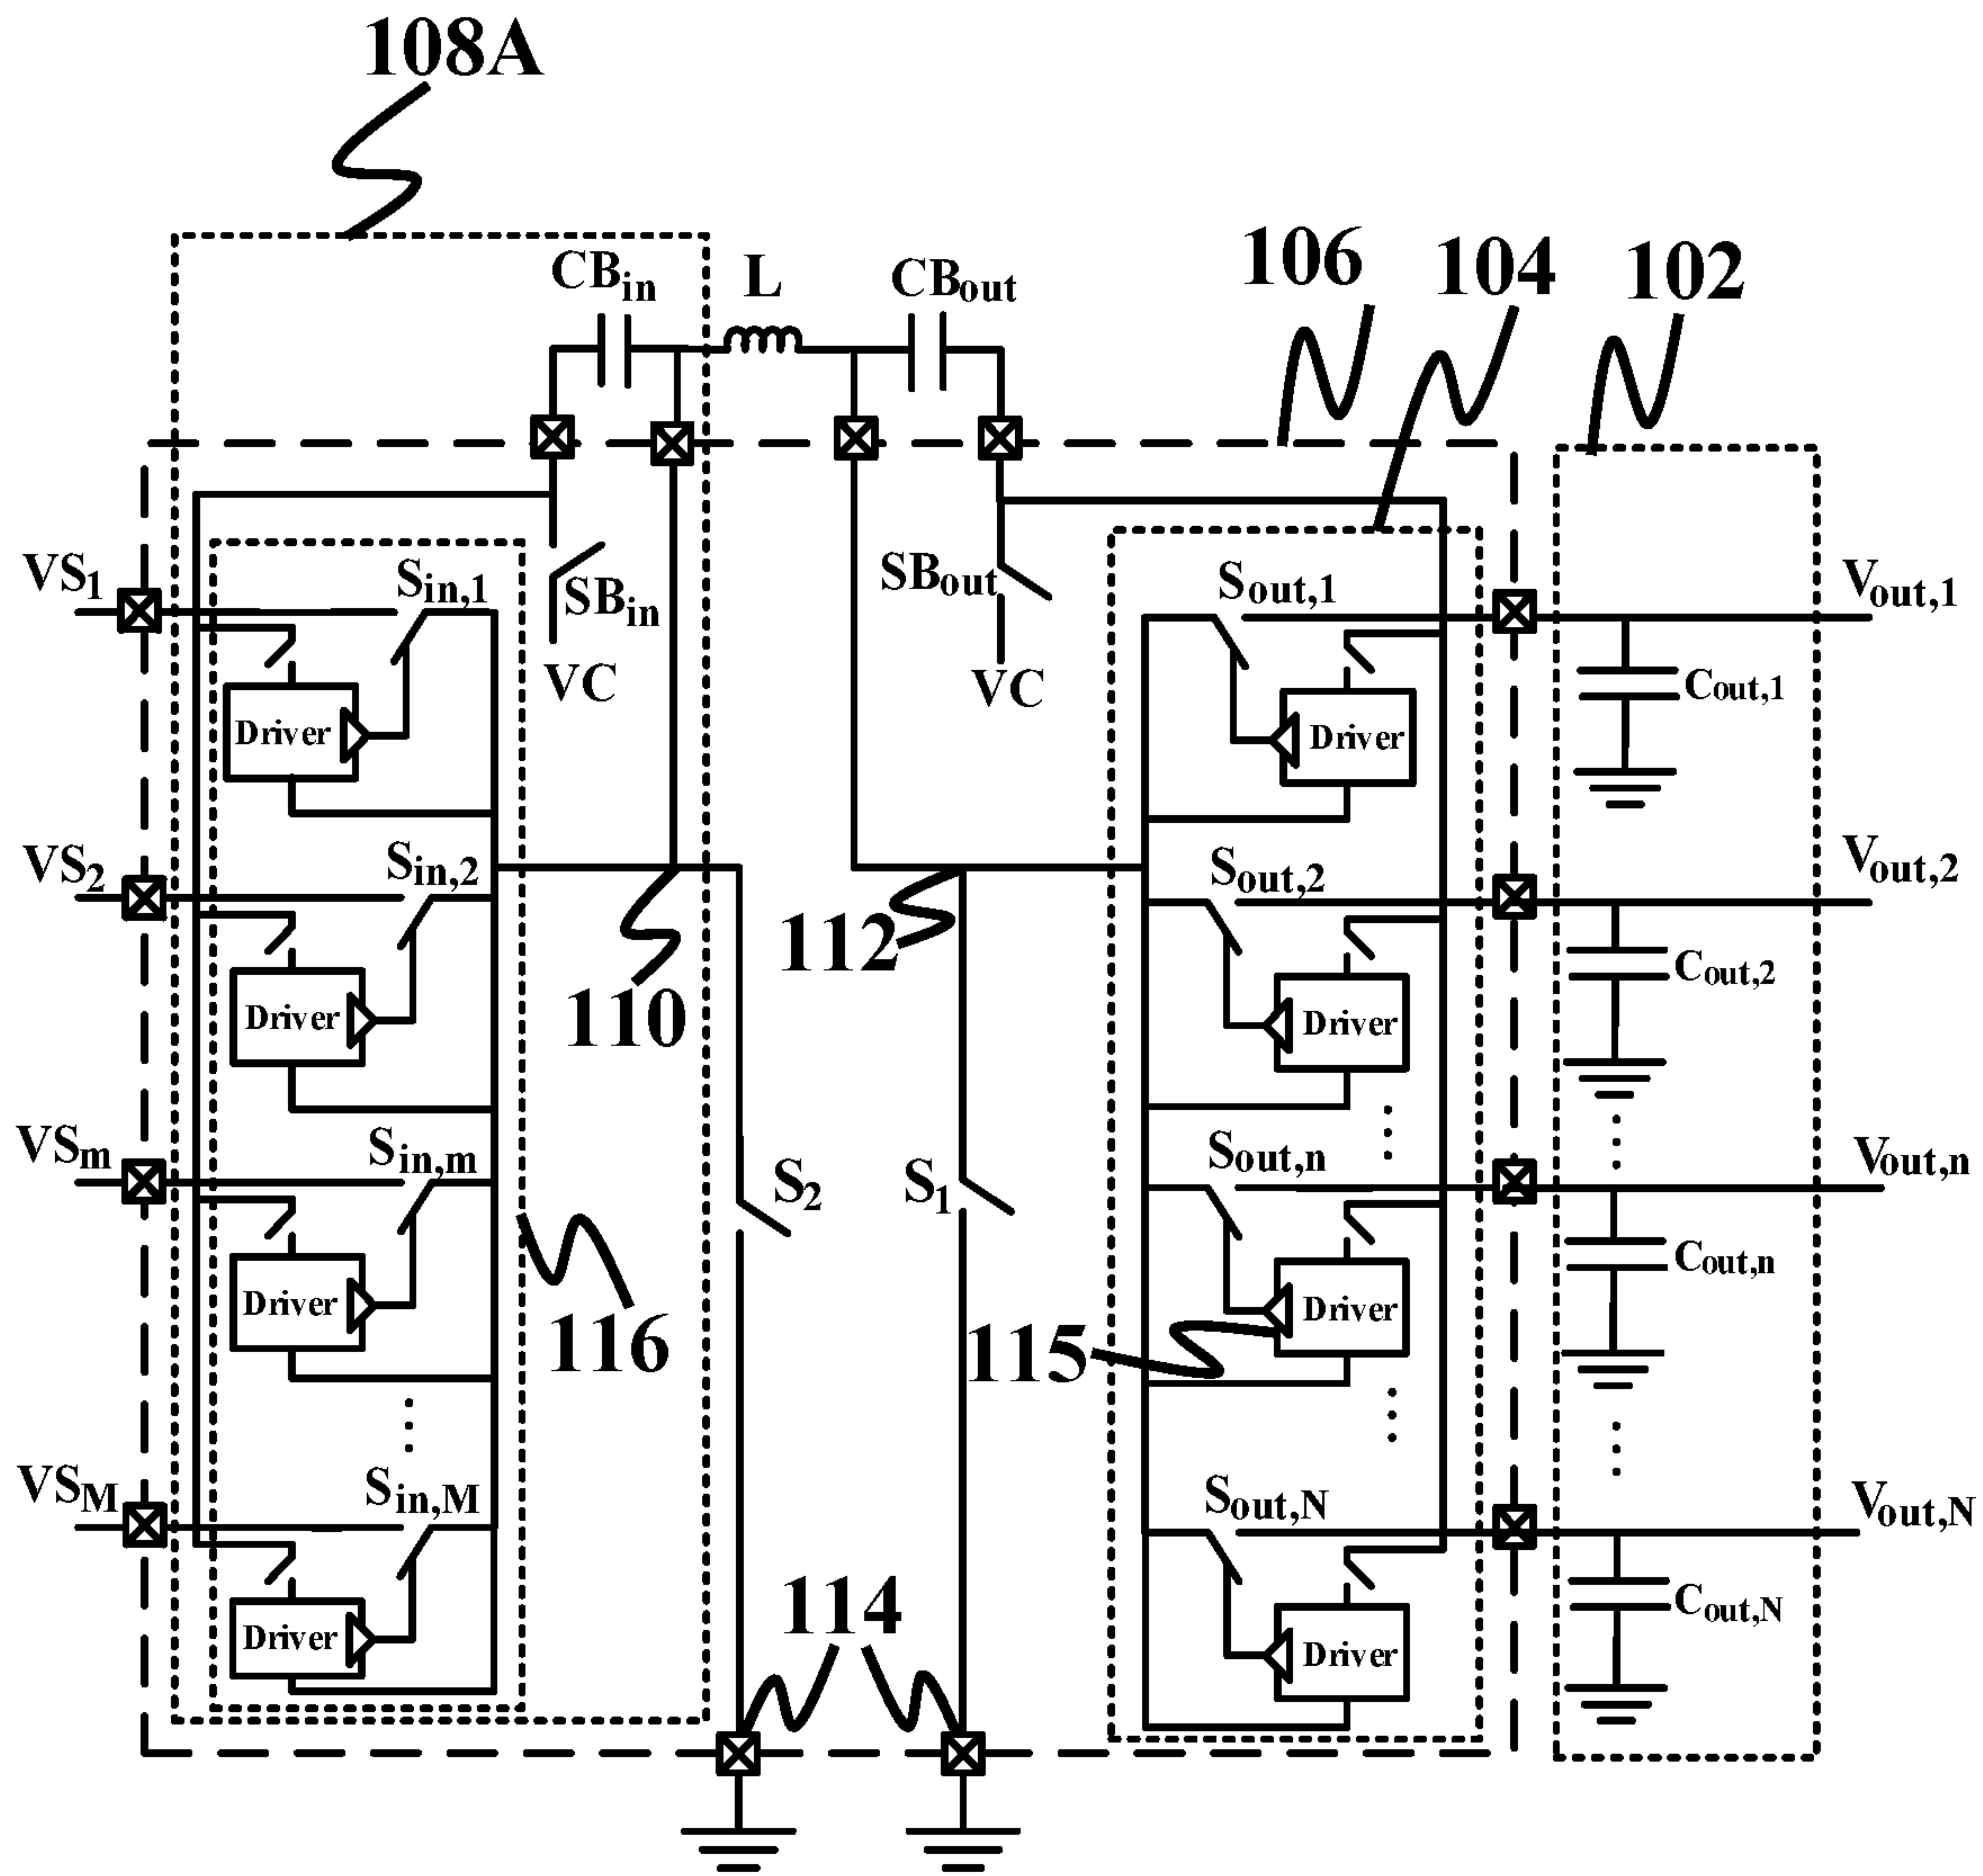 108A
106
104
102
CBin
L
CBout
VS1
Sin,1
SBin
VC
SBout
VC
Sout,1
Vout,1
Driver
Driver
Cout,1
VS2
Sin,2
Sout,2
Vout,2
112
110
Driver
Driver
Cout,2
VSm
Sin,m
S2
S1
Sout,n
Vout,n
Driver
Driver
Cout,n
116
115
VSM
Sin,M
Sout,N
Vout,N
Driver
114
Driver
Cout,N